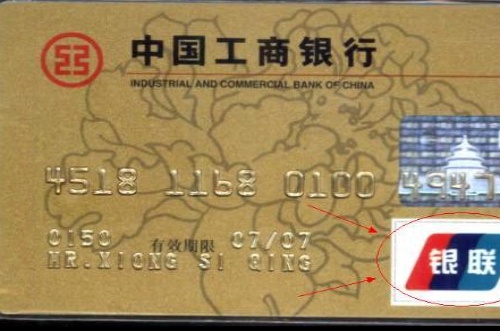 中国工商银行
INDUSTRIAL AND COMMERCIAL BANK OF CHINA
4518 1168 0100 4947
0150 有效期限 07/07
MR.XIONG SI QING
银联